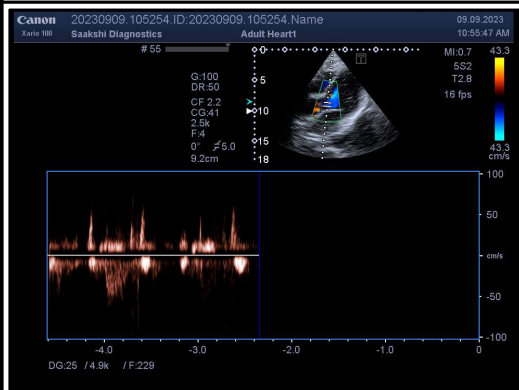 Canon 20230909.105254.ID:20230909.105254.Name 09.09.2023
Xario 100 Saakshi Diagnostics Adult Heart1 10:55:47 AM
# 55
0
T
MI:0.7 43.3
5S2
T2.8
16 fps
G:100
DR:50
CF 2.2
CG:41
2.5k
F:4
0° ≠5.0
9.2cm
5
10
15
18
43.3
cm/s
100
50
cm/s
-50
-100
-4.0 -3.0 -2.0 -1.0 0
DG:25 / 4.9k / F:229